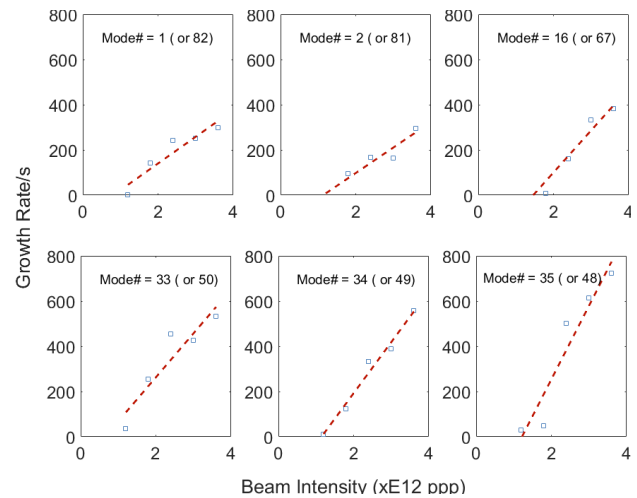 800
600
400
200
0
0 2 4
Mode# = 1 ( or 82)
800
600
400
200
0
0 2 4
Mode# = 2 ( or 81)
800
600
400
200
0
0 2 4
Mode# = 16 ( or 67)
Growth Rate/s
800
600
400
200
0
0 2 4
Mode# = 33 ( or 50)
800
600
400
200
0
0 2 4
Mode# = 34 ( or 49)
800
600
400
200
0
0 2 4
Mode# = 35 ( or 48)
Beam Intensity (xE12 ppp)